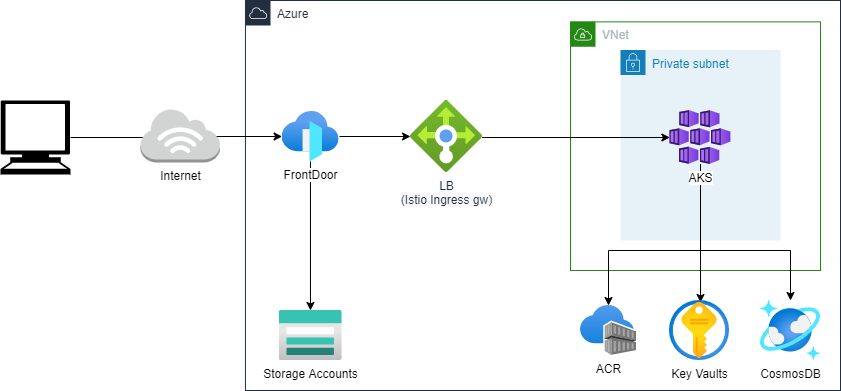 Azure
VNet
Private subnet
Internet
FrontDoor
LB
(Istio Ingress gw)
AKS
Storage Accounts
ACR
Key Vaults
CosmosDB